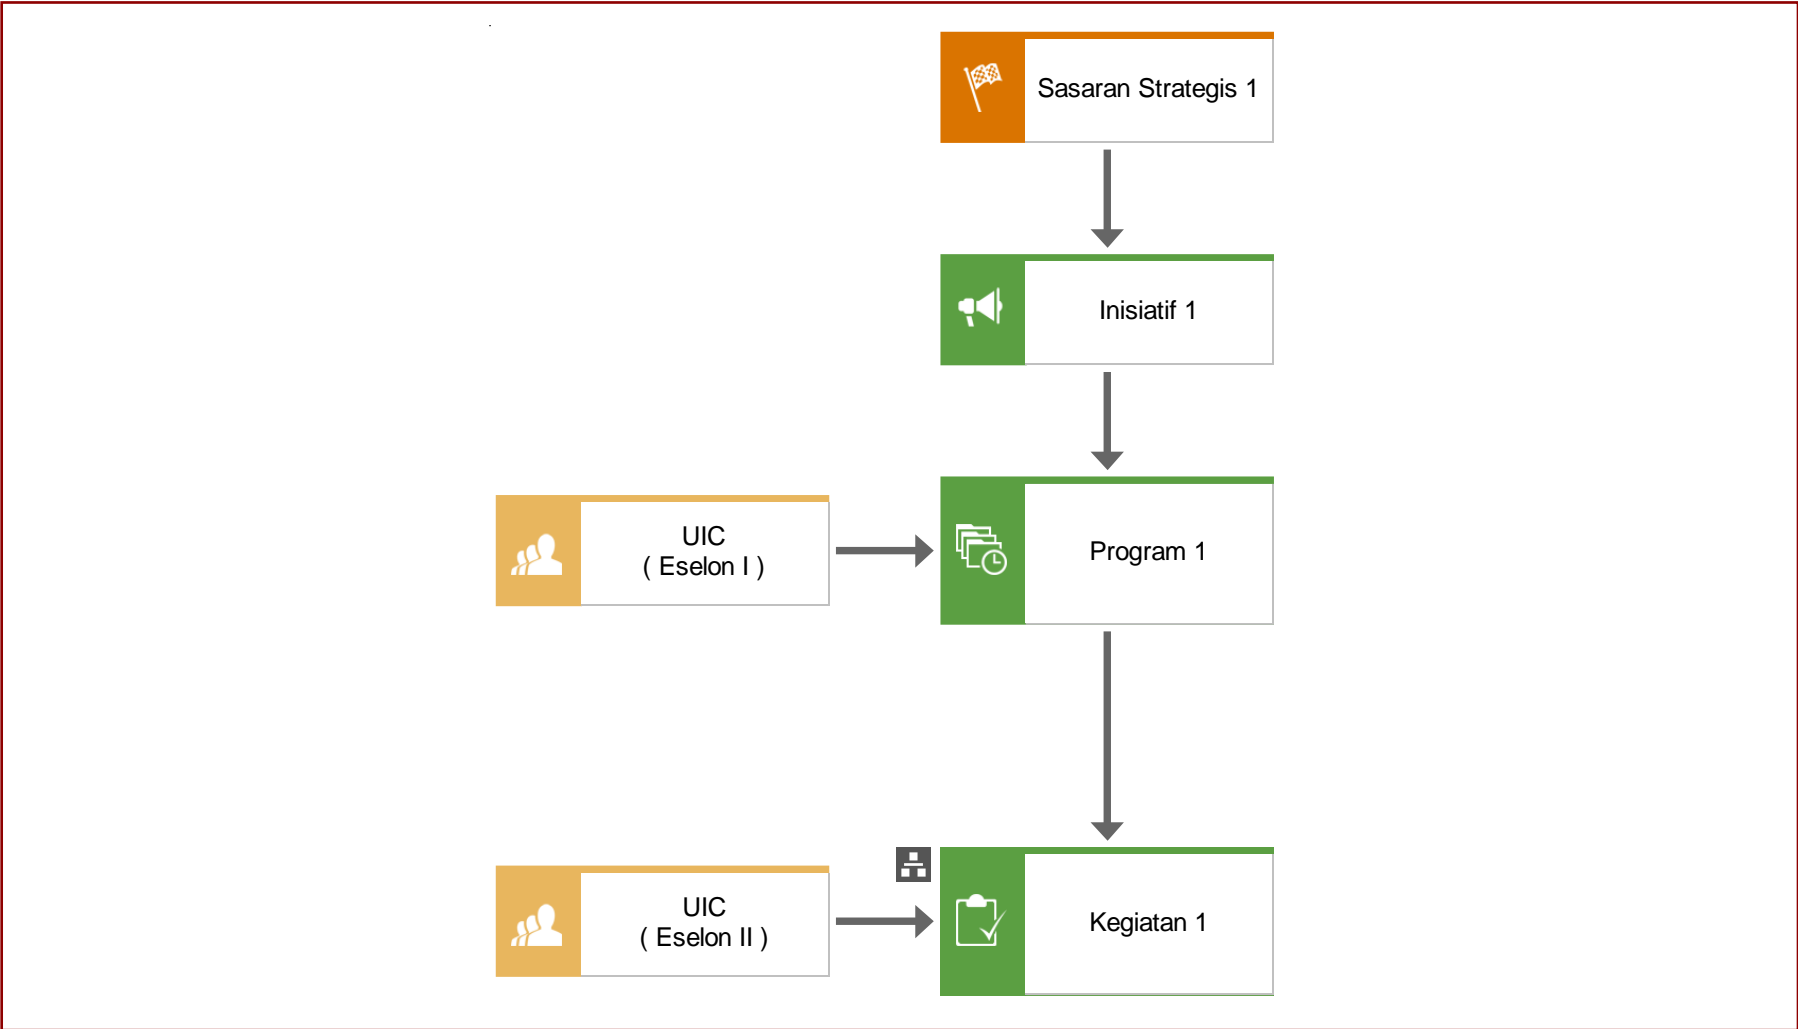 Sasaran Strategis 1
Inisiatif 1
UIC
( Eselon I )
Program 1
UIC
( Eselon II )
Kegiatan 1